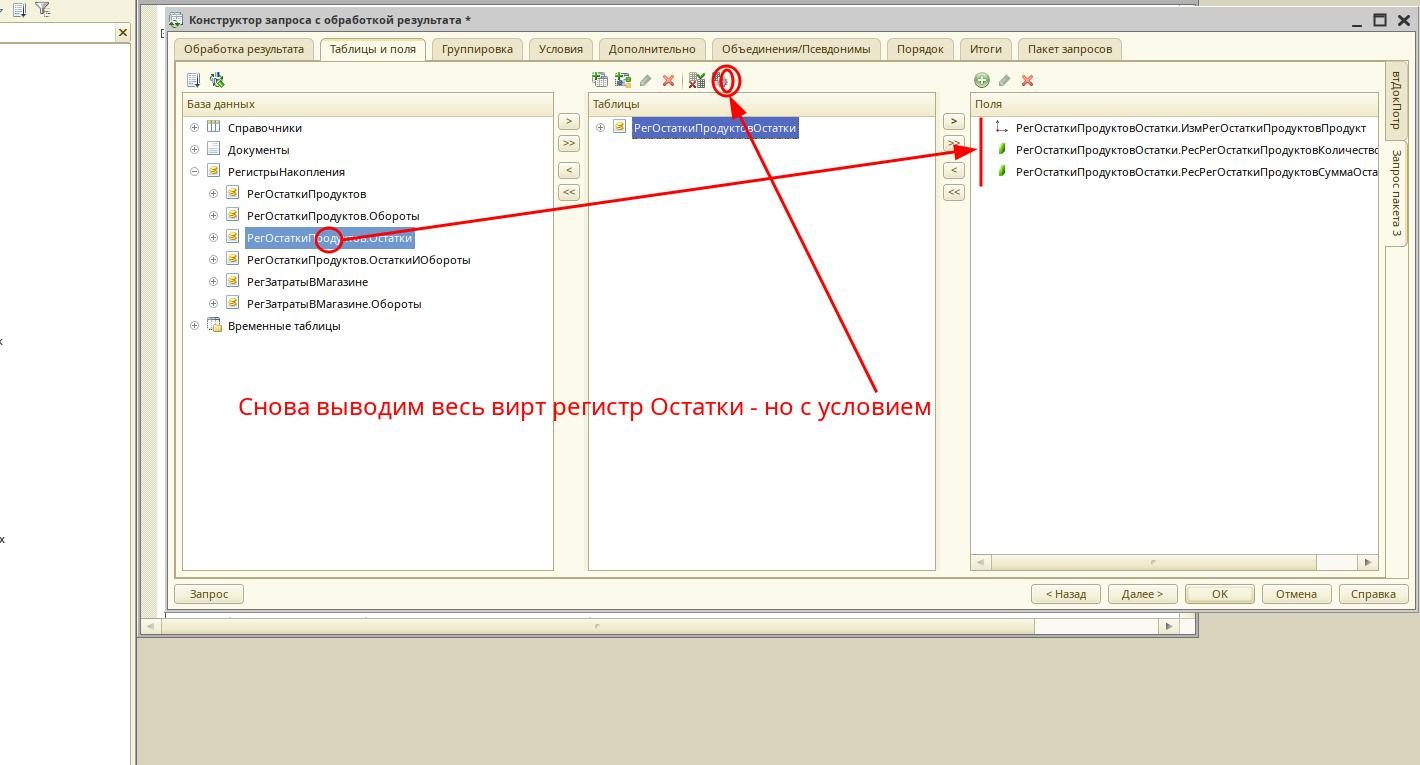 Конструктор запроса с обработкой результата *
Обработка результата
Таблицы и поля
Группировка
Условия
Дополнительно
Объединения/Псевдонимы
Порядок
Итоги
Пакет запросов
База данных
Справочники
Документы
РегистрыНакопления
РегОстаткиПродуктов
РегОстаткиПродуктов.Обороты
РегОстаткиПродуктов.Остатки
РегОстаткиПродуктов.ОстаткиИОбороты
РегЗатратыВМагазине
РегЗатратыВМагазине.Обороты
Временные таблицы
>
>>
<
<<
Таблицы
РегОстаткиПродуктовОстатки
>
>>
<
<<
Поля
РегОстаткиПродуктовОстатки.ИзмРегОстаткиПродуктовПродукт
РегОстаткиПродуктовОстатки.РесРегОстаткиПродуктовКоличество
РегОстаткиПродуктовОстатки.РесРегОстаткиПродуктовСуммаОста
втДокПотр
Запрос пакета 3
Снова выводим весь вирт регистр Остатки - но с условием
Запрос
< Назад
Далее >
OK
Отмена
Справка
к
х